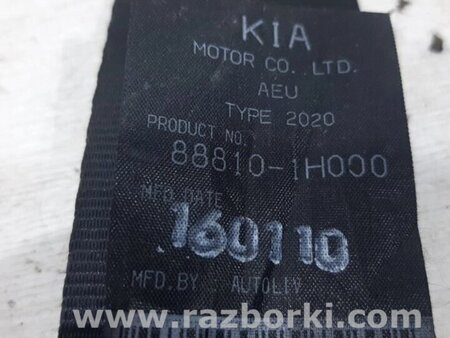 KIA
MOTOR CO. LTD.
AEU
TYPE 2020
PRODUCT NO.
88810-1H000
MFD.DATE
160110
MFD.BY : AUTOLIV
www.razborki.com